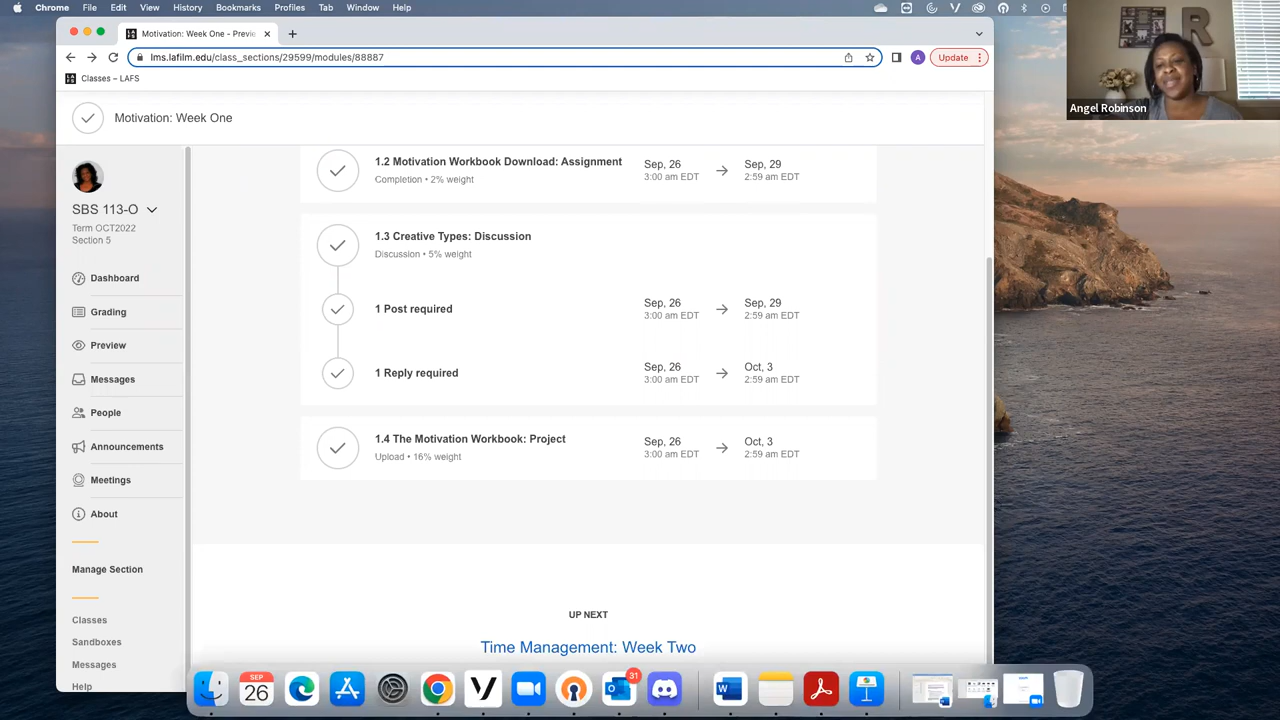 Chrome File Edit View History Bookmarks Profiles Tab Window Help
Motivation: Week One - Previe
lms.lafilm.edu/class_sections/29599/modules/88887
A
Update
Classes – LAFS
R
Angel Robinson
Motivation: Week One
SBS 113-O
Term OCT2022
Section 5
Dashboard
Grading
Preview
Messages
People
Announcements
Meetings
About
Manage Section
Classes
Sandboxes
Messages
Help
1.2 Motivation Workbook Download: Assignment
Completion • 2% weight
Sep, 26
3:00 am EDT
Sep, 29
2:59 am EDT
1.3 Creative Types: Discussion
Discussion • 5% weight
1 Post required
Sep, 26
3:00 am EDT
Sep, 29
2:59 am EDT
1 Reply required
Sep, 26
3:00 am EDT
Oct, 3
2:59 am EDT
1.4 The Motivation Workbook: Project
Upload • 16% weight
Sep, 26
3:00 am EDT
Oct, 3
2:59 am EDT
UP NEXT
Time Management: Week Two
SEP
26
31